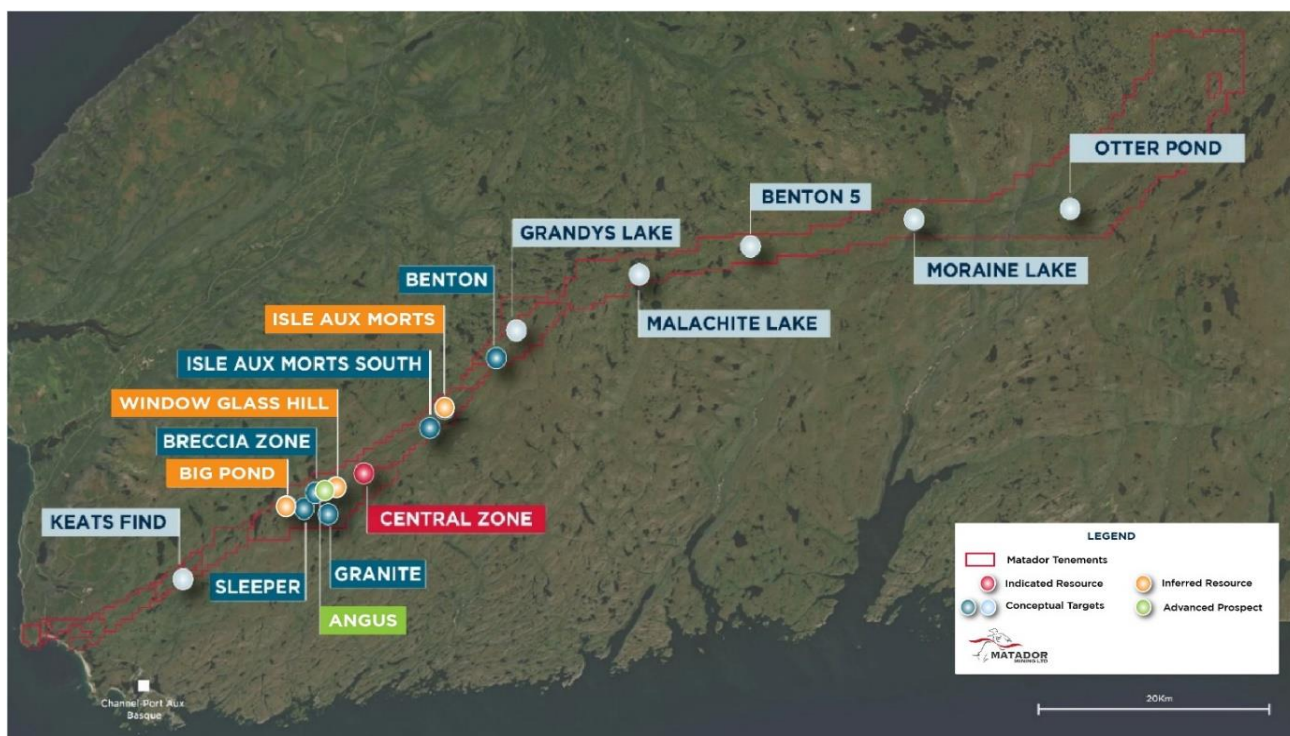 OTTER POND
BENTON 5
GRANDYS LAKE
BENTON
MORAINE LAKE
ISLE AUX MORTS
MALACHITE LAKE
ISLE AUX MORTS SOUTH
WINDOW GLASS HILL
BRECCIA ZONE
BIG POND
KEATS FIND
CENTRAL ZONE
SLEEPER
GRANITE
ANGUS
Channel-Port Aux
Basque
LEGEND
Matador Tenements
Indicated Resource
Inferred Resource
Conceptual Targets
Advanced Prospect
MATADOR
MINING LTD
20Km